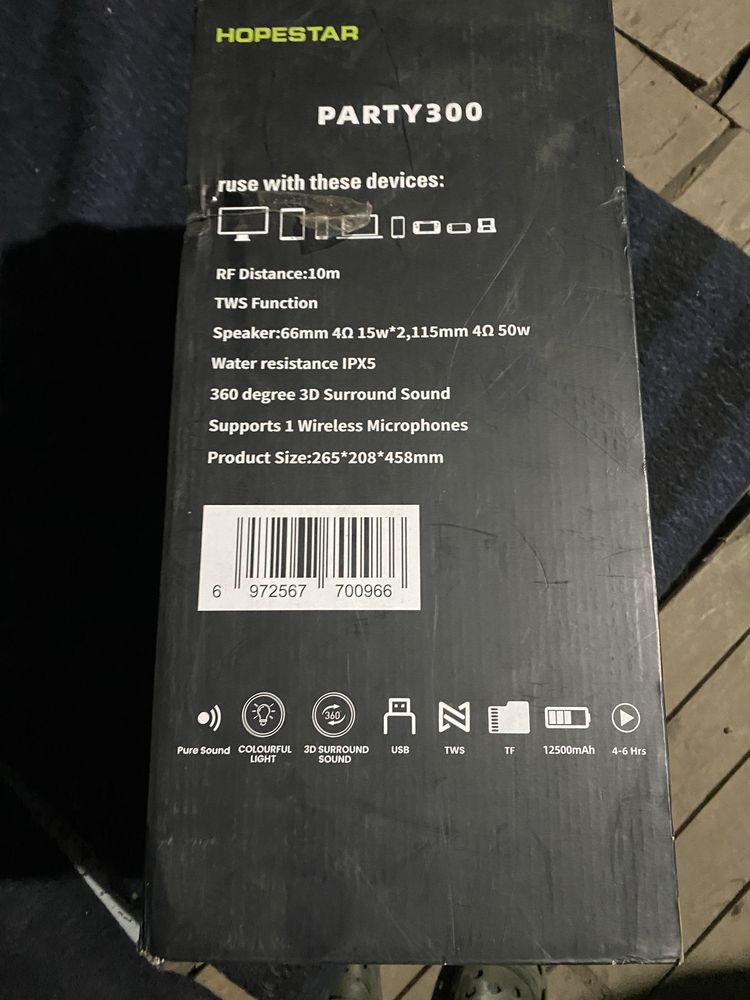 HOPESTAR
PARTY300
ruse with these devices:
RF Distance:10m
TWS Function
Speaker:66mm 4Ω 15w*2,115mm 4Ω 50w
Water resistance IPX5
360 degree 3D Surround Sound
Supports 1 Wireless Microphones
Product Size:265*208*458mm
6 972567 700966
360°
Pure Sound COLOURFUL LIGHT 3D SURROUND SOUND USB TWS TF 12500mAh 4-6 Hrs